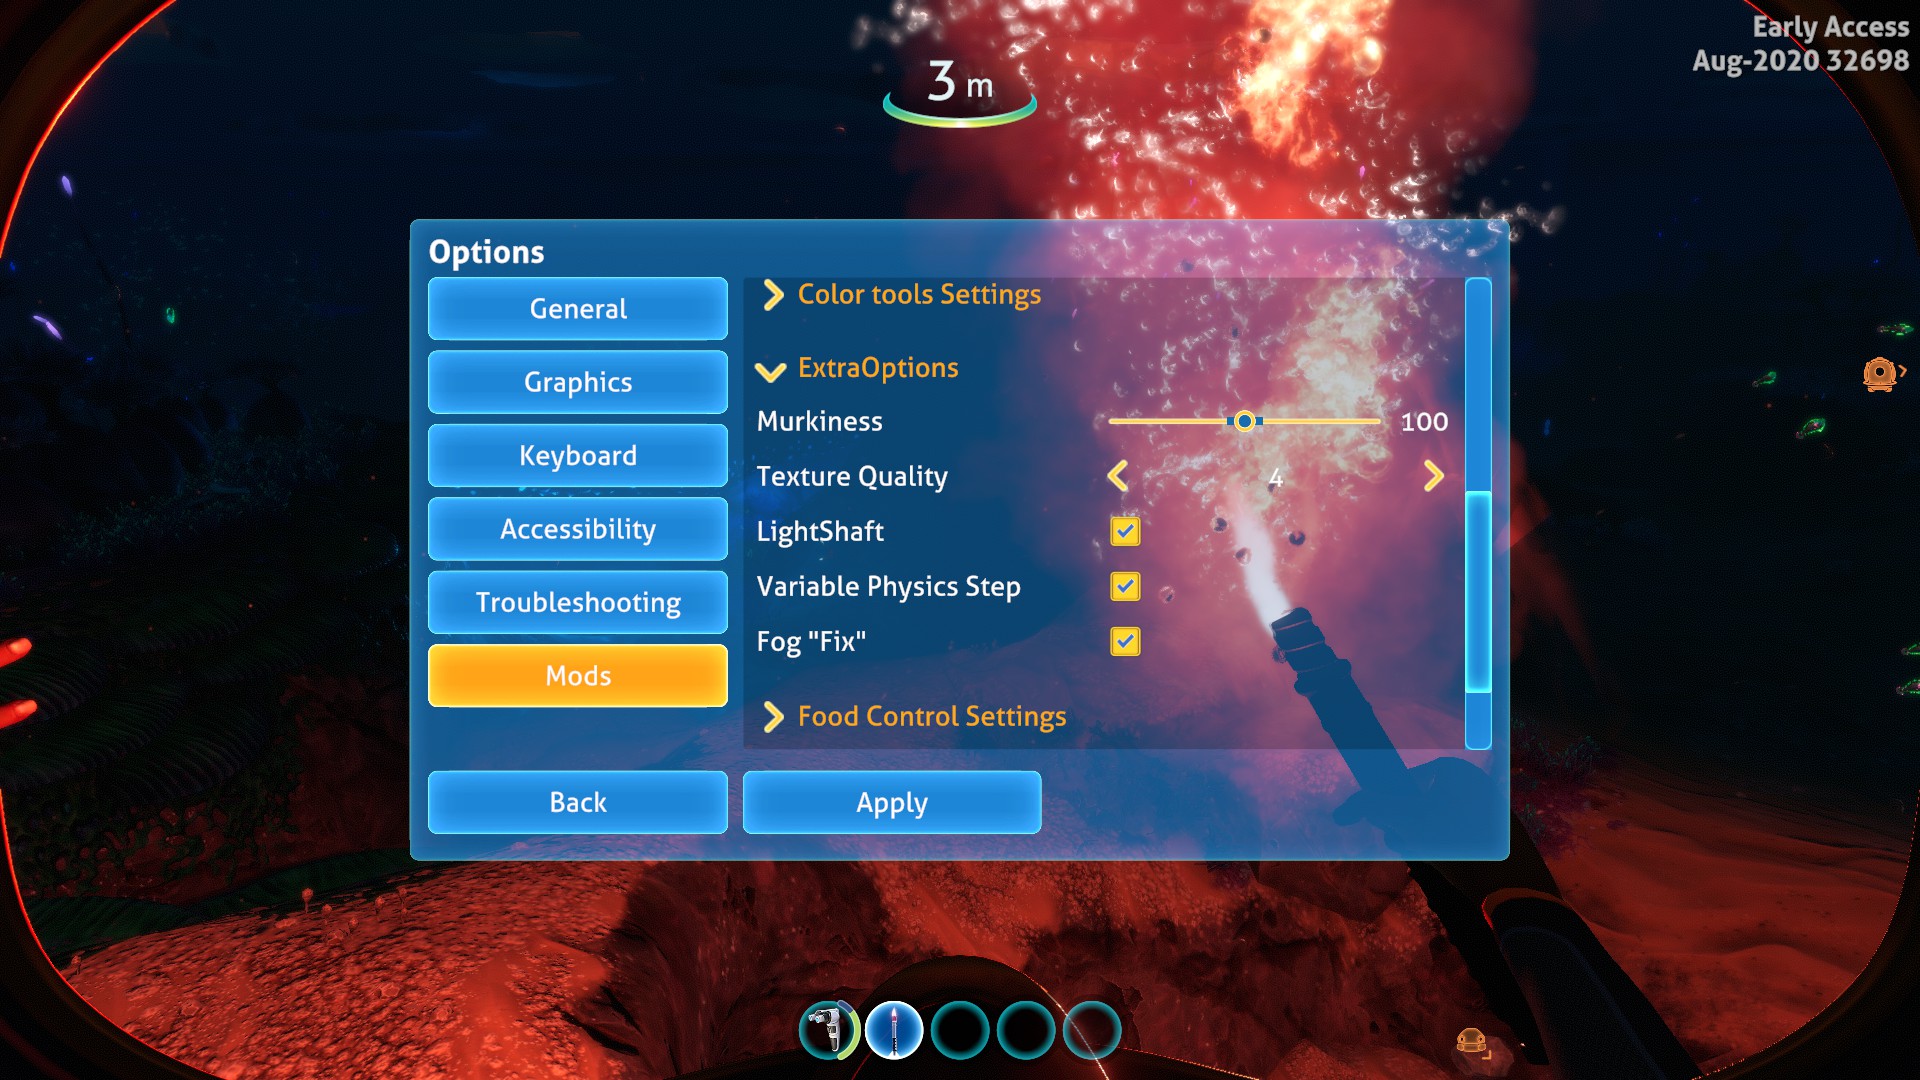 Early Access
Aug-2020 32698
3 m
Options
General
Graphics
Keyboard
Accessibility
Troubleshooting
Mods
Color tools Settings
ExtraOptions
Murkiness 100
Texture Quality 4
LightShaft
Variable Physics Step
Fog "Fix"
Food Control Settings
Back
Apply